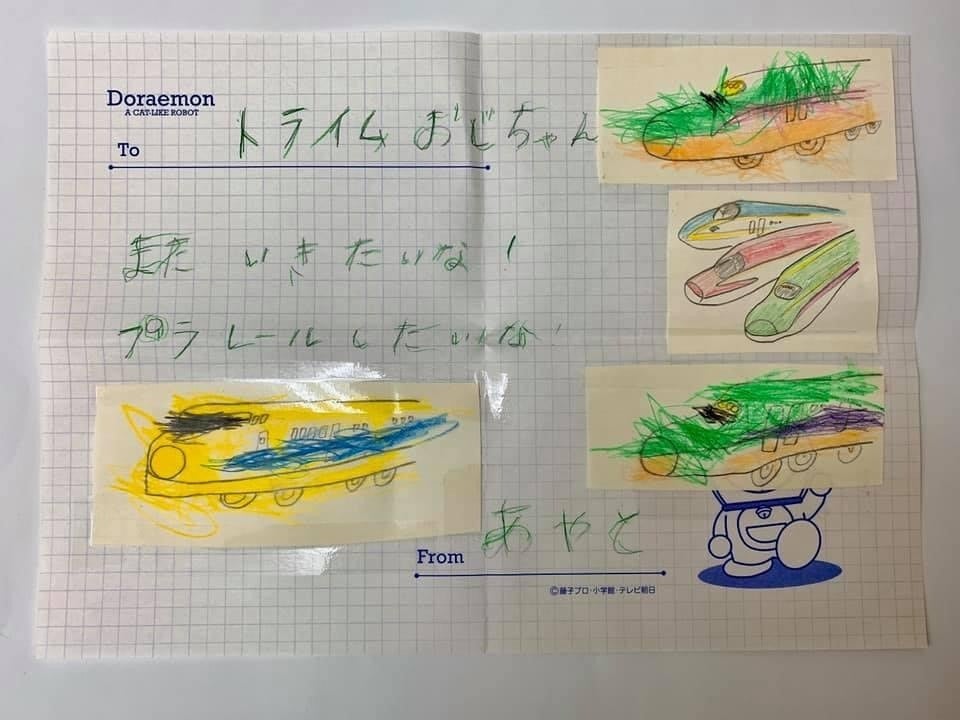 Doraemon
A CAT-LIKE ROBOT
To トライム おじちゃん
また いきたいな!
プラレールしたいな!
From あやと
©藤子プロ・小学館・テレビ朝日